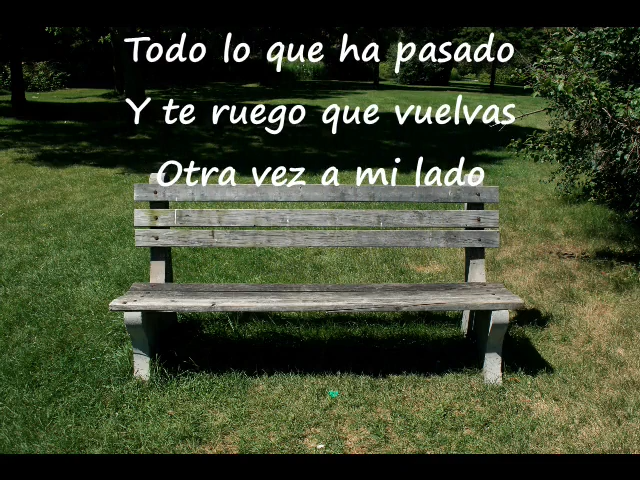 Todo lo que ha pasado
Y te ruego que vuelvas
Otra vez a mi lado